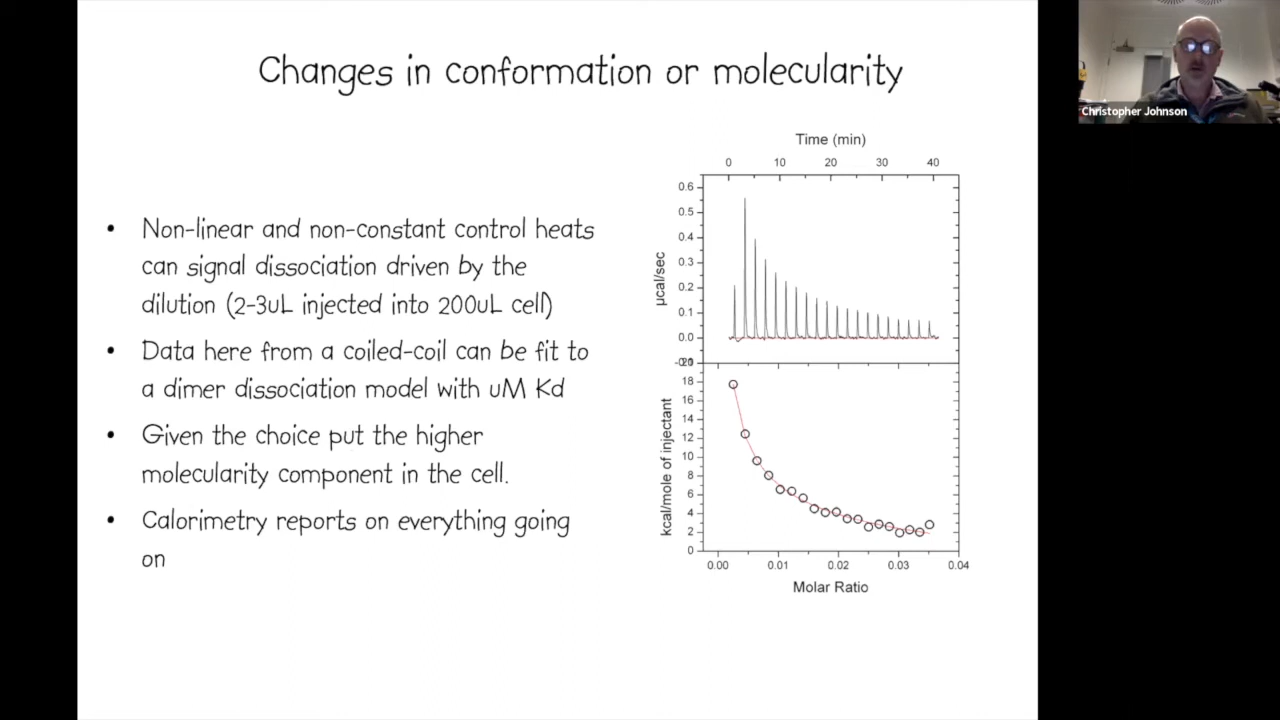 Changes in conformation or molecularity
Christopher Johnson
• Non-linear and non-constant control heats
can signal dissociation driven by the
dilution (2-3uL injected into 200uL cell)
• Data here from a coiled-coil can be fit to
a dimer dissociation model with uM Kd
• Given the choice put the higher
molecularity component in the cell.
• Calorimetry reports on everything going
on
Time (min)
0 10 20 30 40
0.6
0.5
0.4
0.3
0.2
0.1
0.0
µcal/sec
18
16
14
12
10
8
6
4
2
0
kcal/mole of injectant
0.00 0.01 0.02 0.03 0.04
Molar Ratio